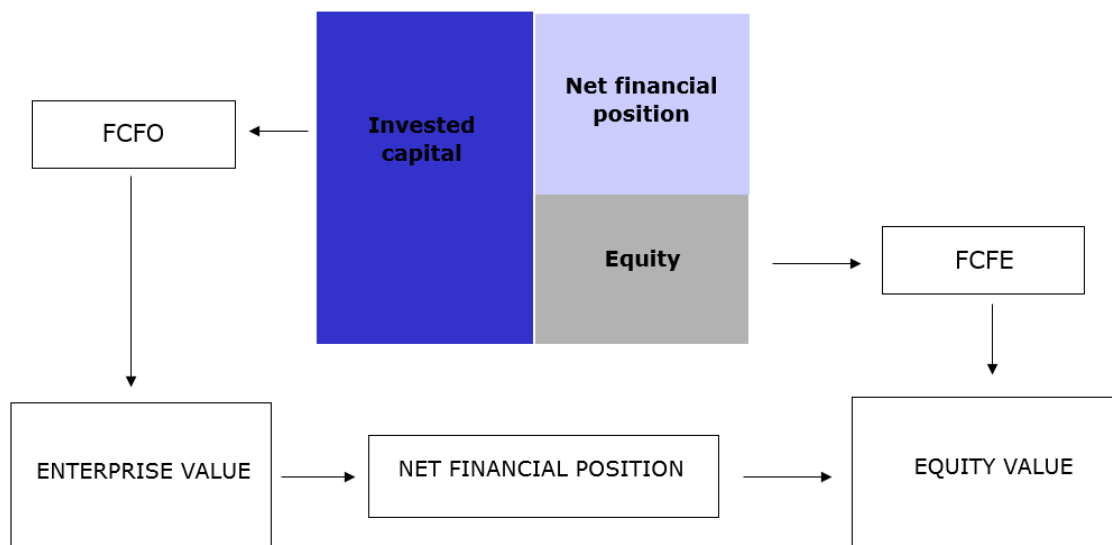 Net financial
position
FCFO
Invested
capital
Equity
FCFE
ENTERPRISE VALUE
NET FINANCIAL POSITION
EQUITY VALUE